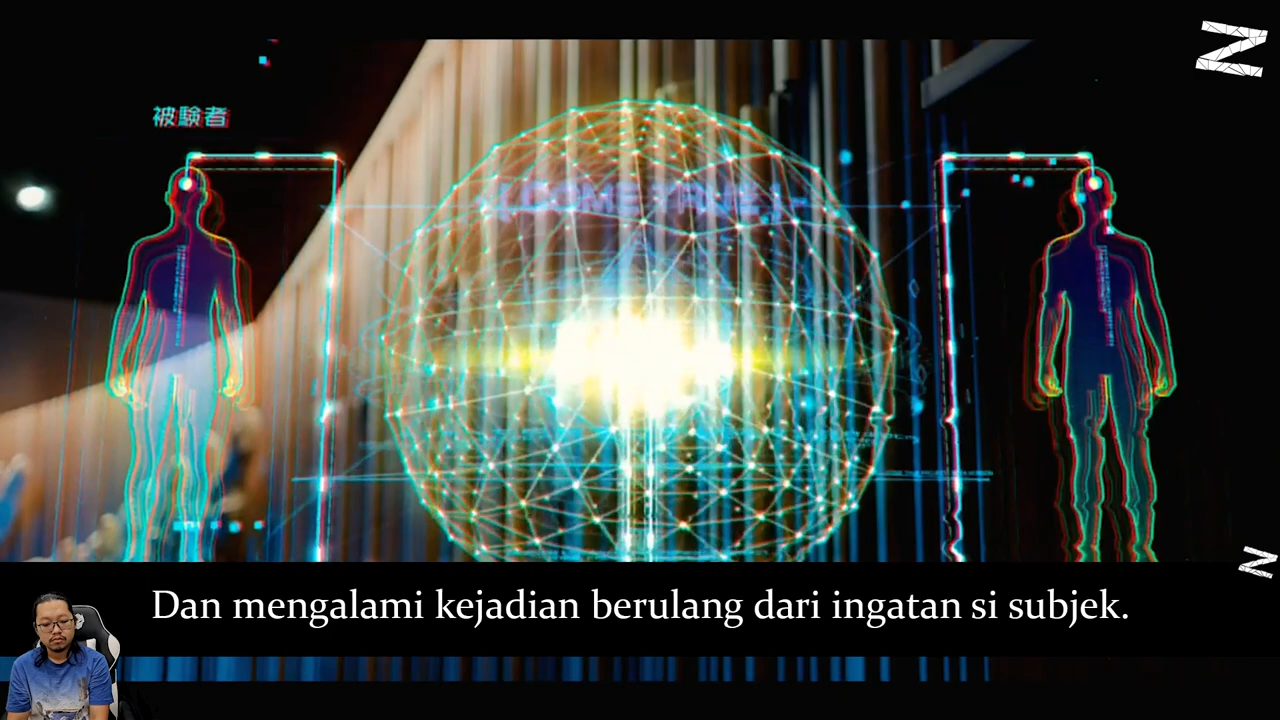 被験者
Dan mengalami kejadian berulang dari ingatan si subjek.